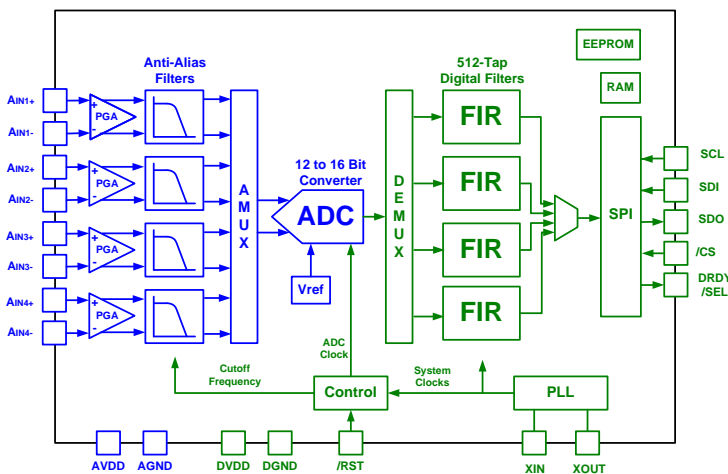 Anti-Alias
Filters
512-Tap
Digital Filters
EEPROM
RAM
AIN1+
AIN1-
AIN2+
AIN2-
AIN3+
AIN3-
AIN4+
AIN4-
+
PGA
-
+
PGA
-
+
PGA
-
+
PGA
-
AMUX
12 to 16 Bit
Converter
ADC
Vref
DEMUX
FIR
FIR
FIR
FIR
SPI
SCL
SDI
SDO
/CS
DRDY
/SEL
Cutoff
Frequency
ADC
Clock
Control
System
Clocks
PLL
AVDD
AGND
DVDD
DGND
/RST
XIN
XOUT